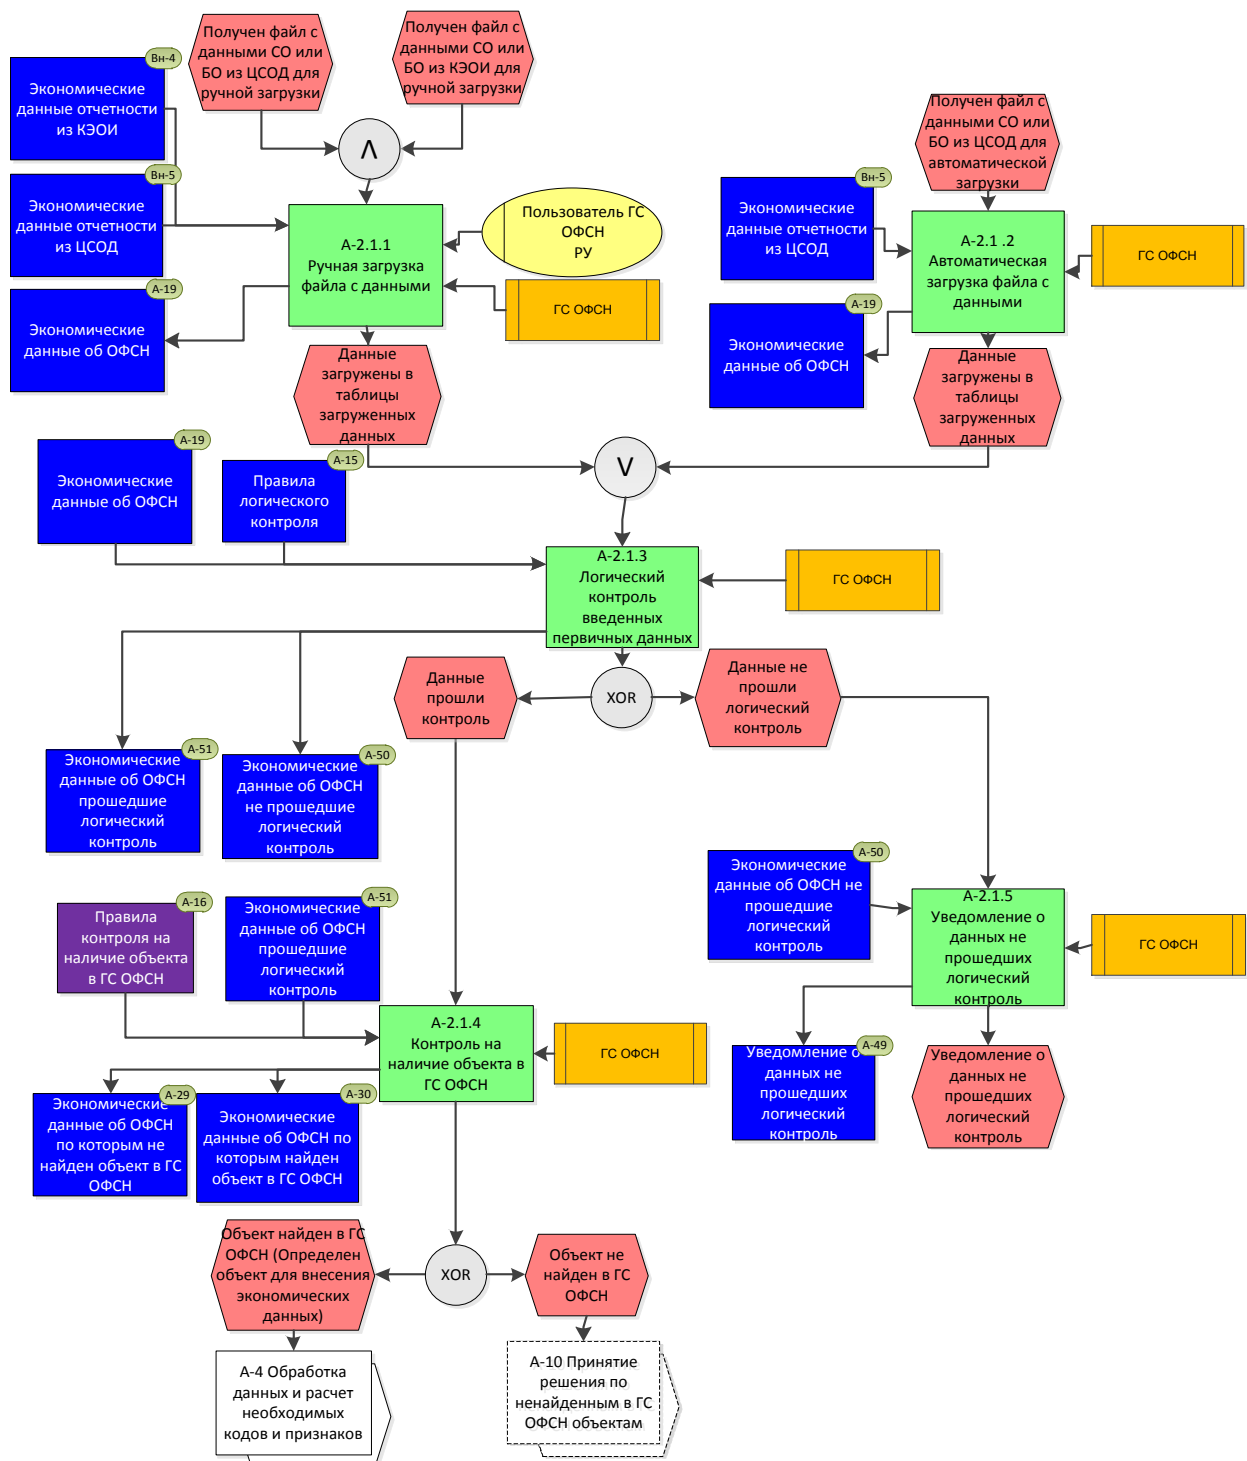 Вн-4
Экономические
данные отчетности
из КЭОИ
Получен файл с
данными СО или
БО из ЦСОД для
ручной загрузки
Получен файл с
данными СО или
БО из КЭОИ для
ручной загрузки
Λ
Получен файл с
данными СО или
БО из ЦСОД для
автоматической
загрузки
Вн-5
Экономические
данные отчетности
из ЦСОД
А-2.1.1
Ручная загрузка
файла с данными
Пользователь ГС
ОФСН
РУ
ГС ОФСН
А-19
Экономические
данные об ОФСН
Вн-5
Экономические
данные отчетности
из ЦСОД
А-2.1 .2
Автоматическая
загрузка файла с
данными
ГС ОФСН
А-19
Экономические
данные об ОФСН
Данные
загружены в
таблицы
загруженных
данных
Данные
загружены в
таблицы
загруженных
данных
V
А-19
Экономические
данные об ОФСН
А-15
Правила
логического
контроля
А-2.1.3
Логический
контроль
введенных
первичных данных
ГС ОФСН
XOR
Данные
прошли
контроль
Данные не
прошли
логический
контроль
А-51
Экономические
данные об ОФСН
прошедшие
логический
контроль
А-50
Экономические
данные об ОФСН
не прошедшие
логический
контроль
А-50
Экономические
данные об ОФСН не
прошедшие
логический
контроль
А-2.1.5
Уведомление о
данных не
прошедших
логический
контроль
ГС ОФСН
А-16
Правила
контроля на
наличие объекта
в ГС ОФСН
А-51
Экономические
данные об ОФСН
прошедшие
логический
контроль
А-2.1.4
Контроль на
наличие объекта в
ГС ОФСН
ГС ОФСН
А-49
Уведомление о
данных не
прошедших
логический
контроль
Уведомление о
данных не
прошедших
логический
контроль
А-29
Экономические
данные об ОФСН
по которым не
найден объект в ГС
ОФСН
А-30
Экономические
данные об ОФСН по
которым найден
объект в ГС ОФСН
Объект найден в ГС
ОФСН (Определен
объект для внесения
экономических
данных)
XOR
Объект не
найден в ГС
ОФСН
А-4 Обработка
данных и расчет
необходимых
кодов и признаков
А-10 Принятие
решения по
ненайденным в ГС
ОФСН объектам